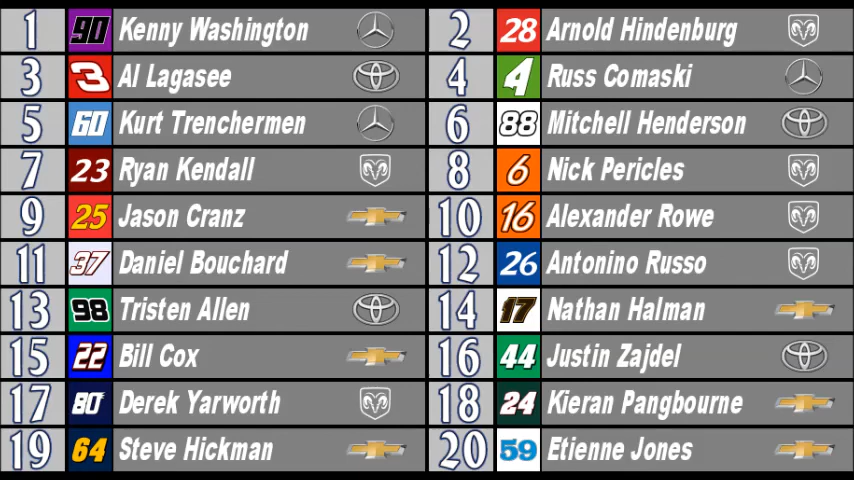 1 90 Kenny Washington
2 28 Arnold Hindenburg
3 3 Al Lagasee
4 4 Russ Comaski
5 60 Kurt Trenchermen
6 88 Mitchell Henderson
7 23 Ryan Kendall
8 6 Nick Pericles
9 25 Jason Cranz
10 16 Alexander Rowe
11 37 Daniel Bouchard
12 26 Antonino Russo
13 98 Tristen Allen
14 17 Nathan Halman
15 22 Bill Cox
16 44 Justin Zajdel
17 80 Derek Yarworth
18 24 Kieran Pangbourne
19 64 Steve Hickman
20 59 Etienne Jones